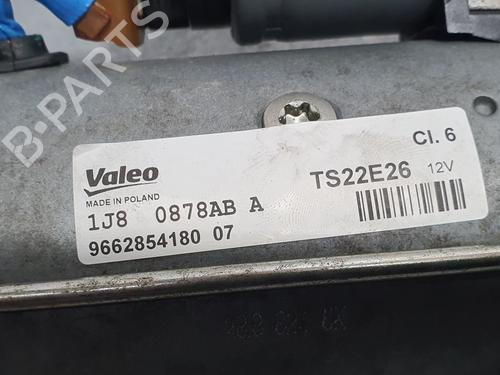 B-PARTS
Valeo
MADE IN POLAND
Cl. 6
TS22E26 12V
1J8 0878AB A
9662854180 07